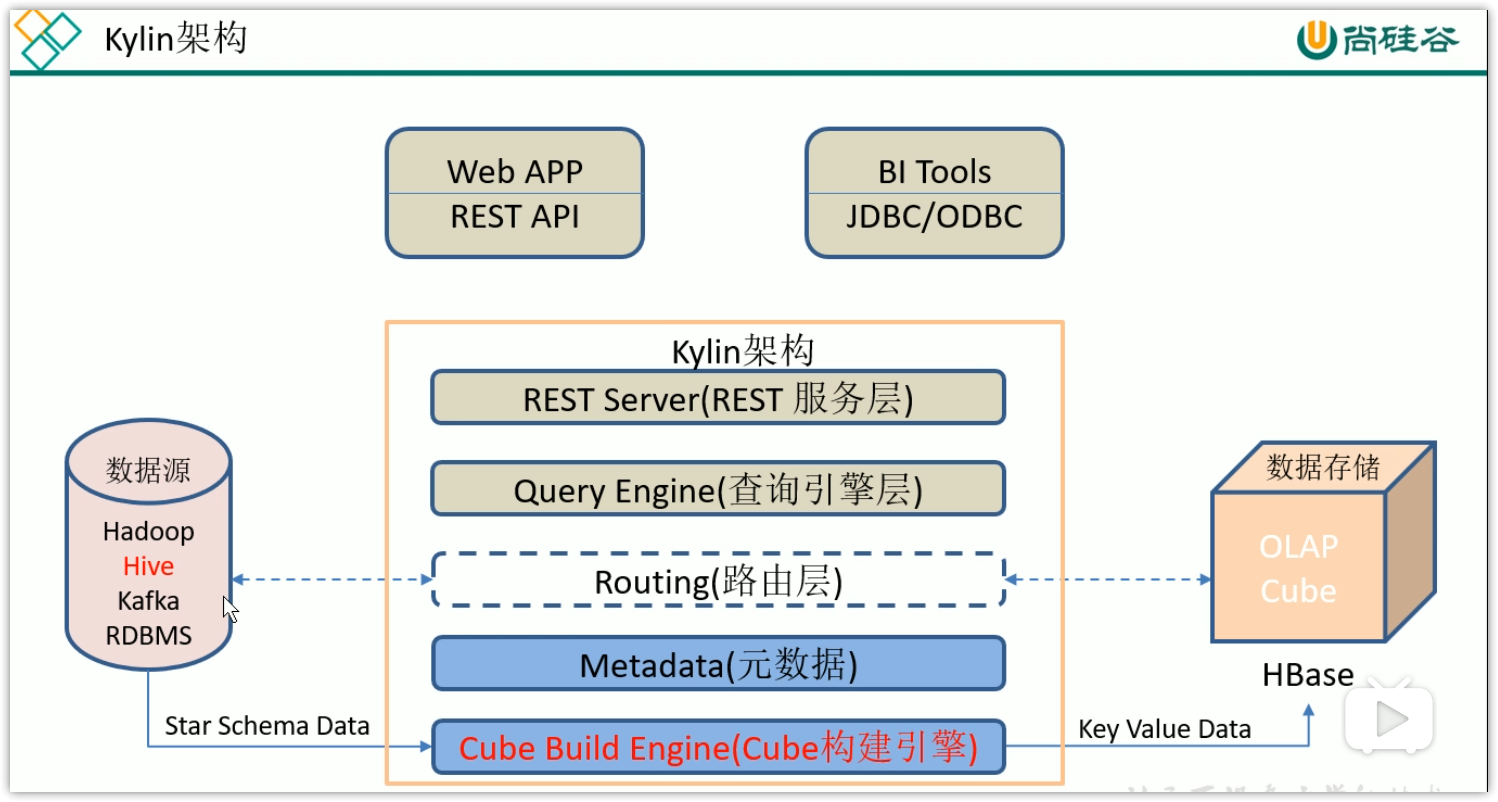 Kylin架构
尚硅谷
Web APP
REST API
BI Tools
JDBC/ODBC
Kylin架构
REST Server(REST 服务层)
Query Engine(查询引擎层)
Routing(路由层)
Metadata(元数据)
Cube Build Engine(Cube构建引擎)
数据源
Hadoop
Hive
Kafka
RDBMS
Star Schema Data
数据存储
OLAP
Cube
HBase
Key Value Data